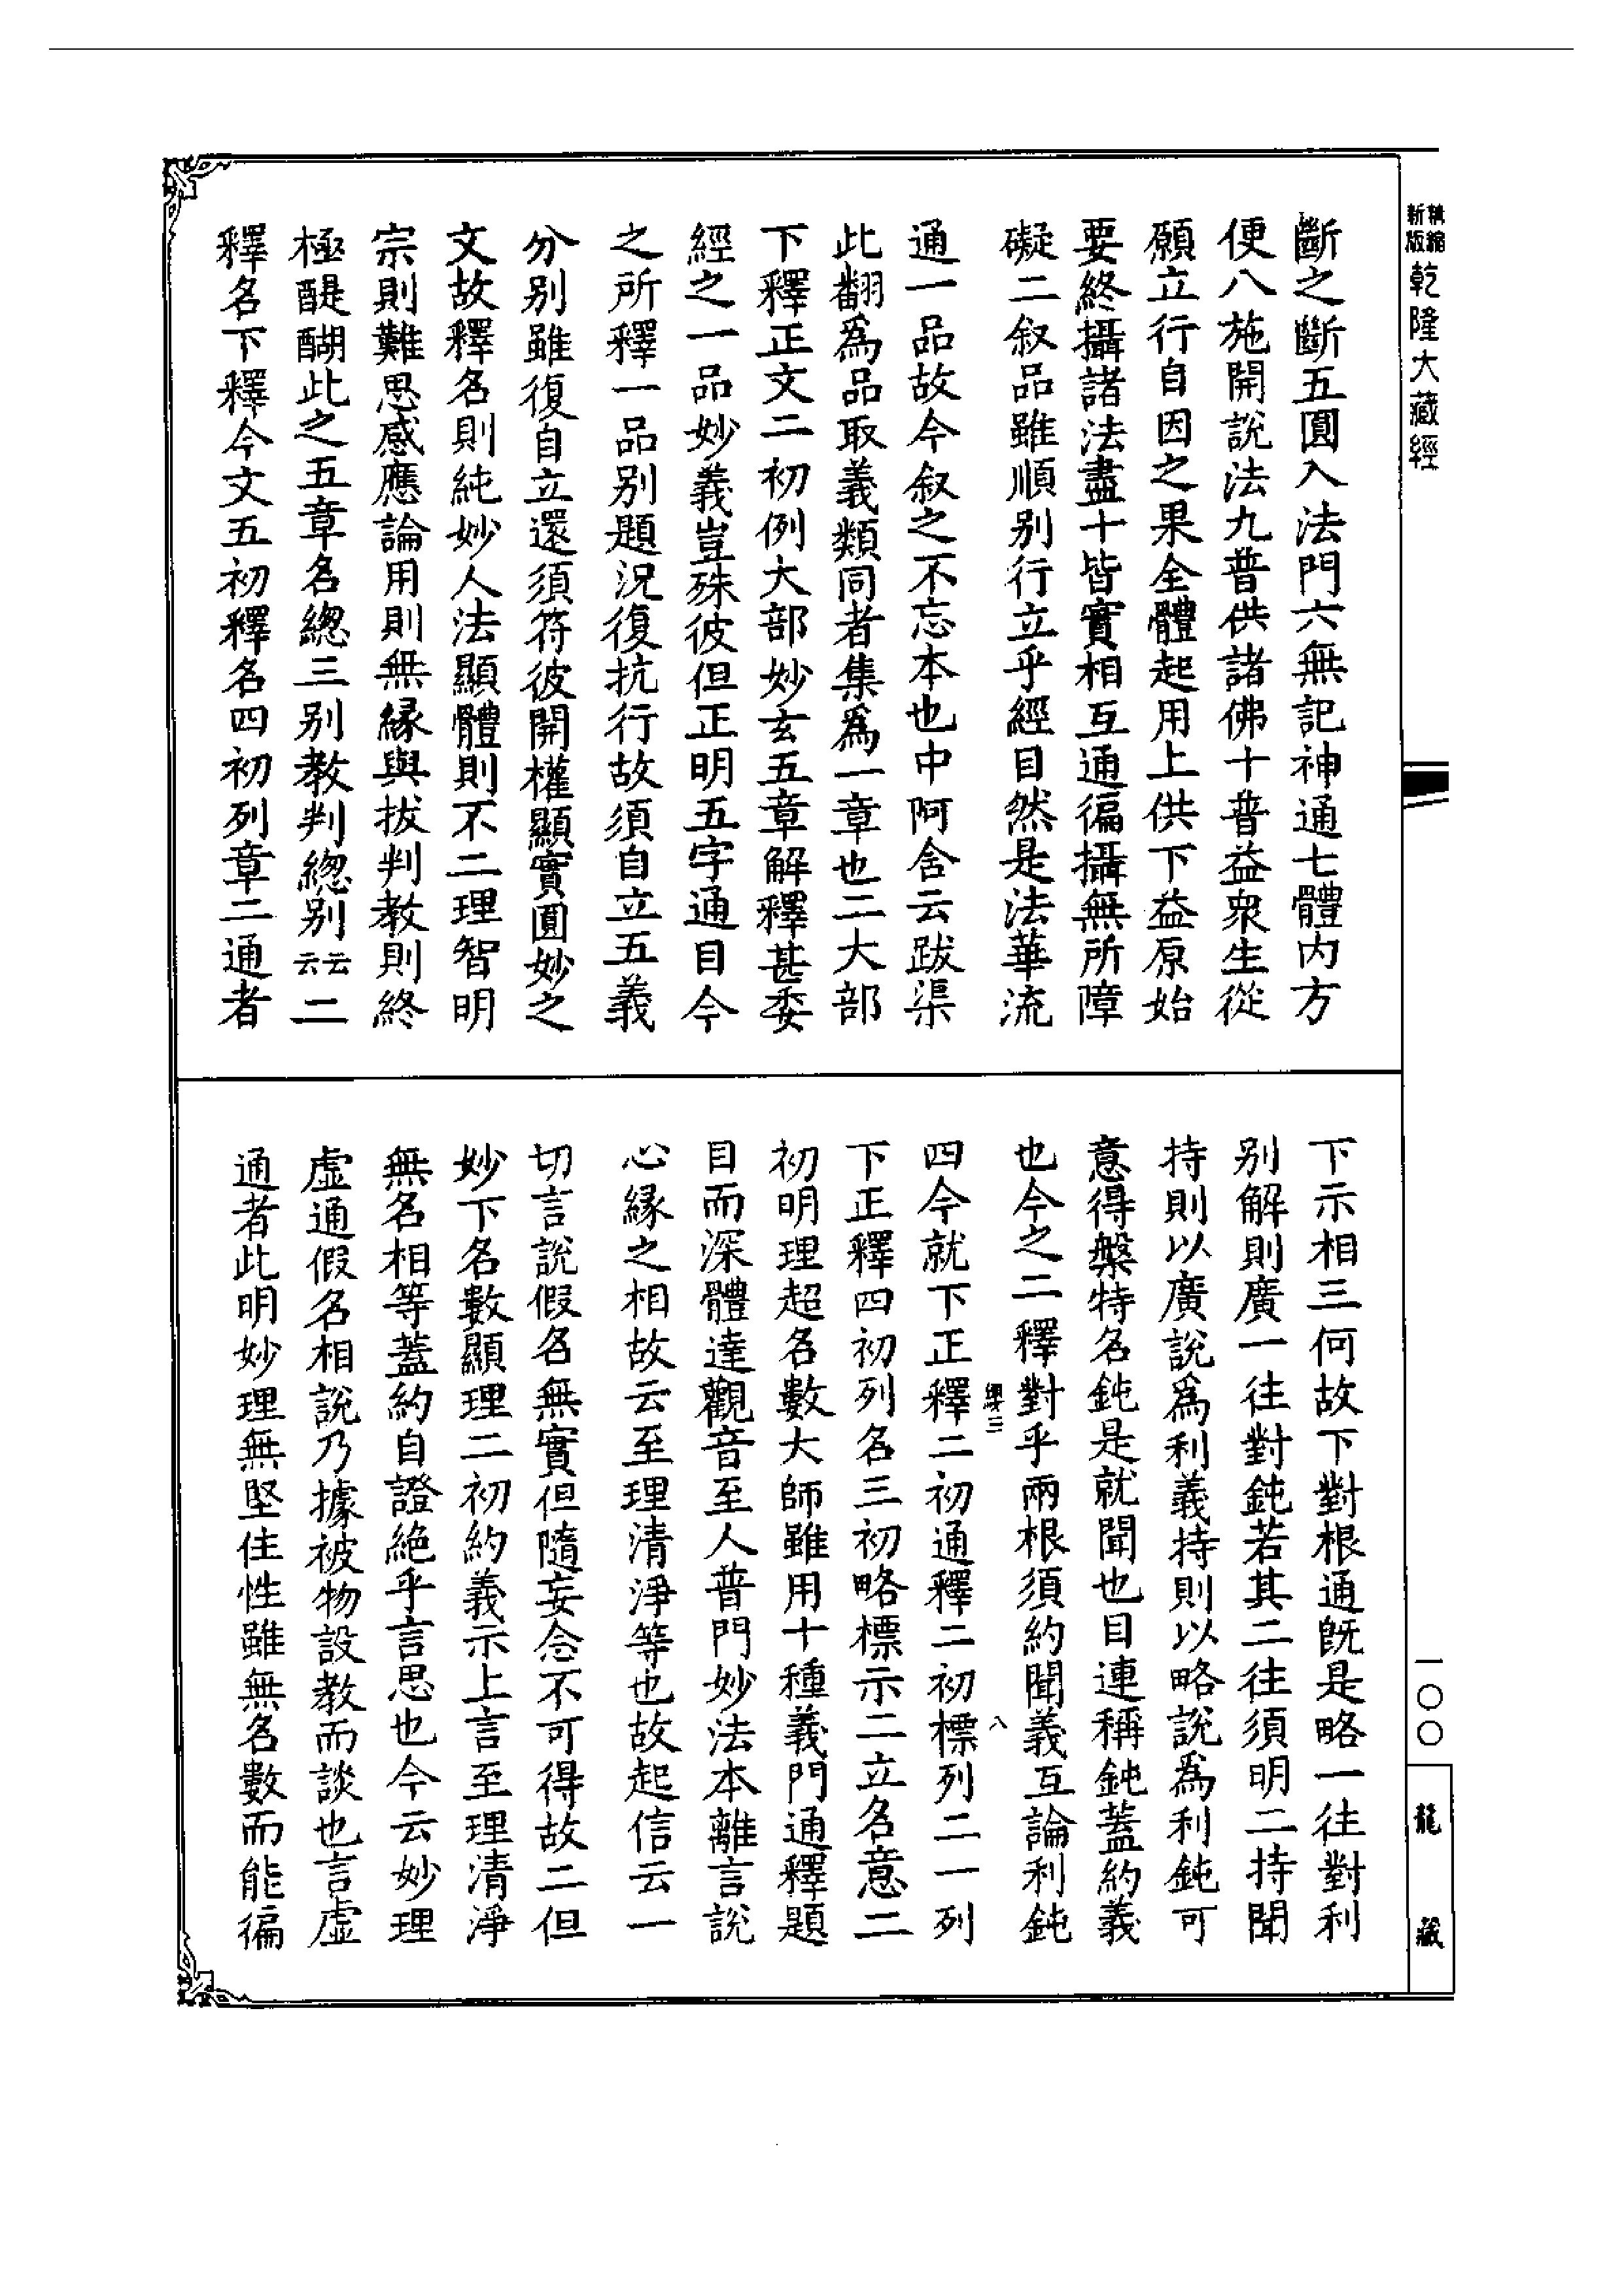 新版精縮乾隆大藏經
斷之斷五圓入法門六無記神通七體內方
便八施開說法九普供諸佛十普益衆生從
願立行自因之果全體起用上供下益原始
要終攝諸法盡十皆實相互通徧攝無所障
礙二叙品雖順別行立乎經目然是法華流
通一品故今叙之不忘本也中阿含云跋渠
此翻爲品取義類同者集爲一章也二大部
下釋正文二初例大部妙玄五章解釋甚委
經之一品妙義豈殊彼但正明五字通目今
之所釋一品別題況復抗行故須自立五義
分別雖復自立還須符彼開權顯實圓妙之
文故釋名則純妙人法顯體則不二理智明
宗則難思感應論用則無緣與拔判教則終
極醍醐此之五章名總三別教判總別云云二
釋名下釋今文五初釋名四初列章二通者
下示相三何故下對根通旣是略一往對利
別解則廣一往對鈍若其二往須明二持聞
持則以廣說爲利義持則以略說爲利鈍可
意得槃特名鈍是就聞也目連稱鈍蓋約義
也今之二釋對乎兩根須約聞義互論利鈍
四今就下正釋二初通釋二初標列二一列
下正釋四初列名三初略標示二立名意二
初明理超名數大師雖用十種義門通釋題
目而深體達觀音至人普門妙法本離言說
心緣之相故云至理清淨等也故起信云一
切言說假名無實但隨妄念不可得故二但
妙下名數顯理二初約義示上言至理清淨
無名相等蓋約自證絕乎言思也今云妙理
虛通假名相說乃據被物設教而談也言虛
通者此明妙理無堅住性雖無名數而能徧
八
一〇〇
龍藏